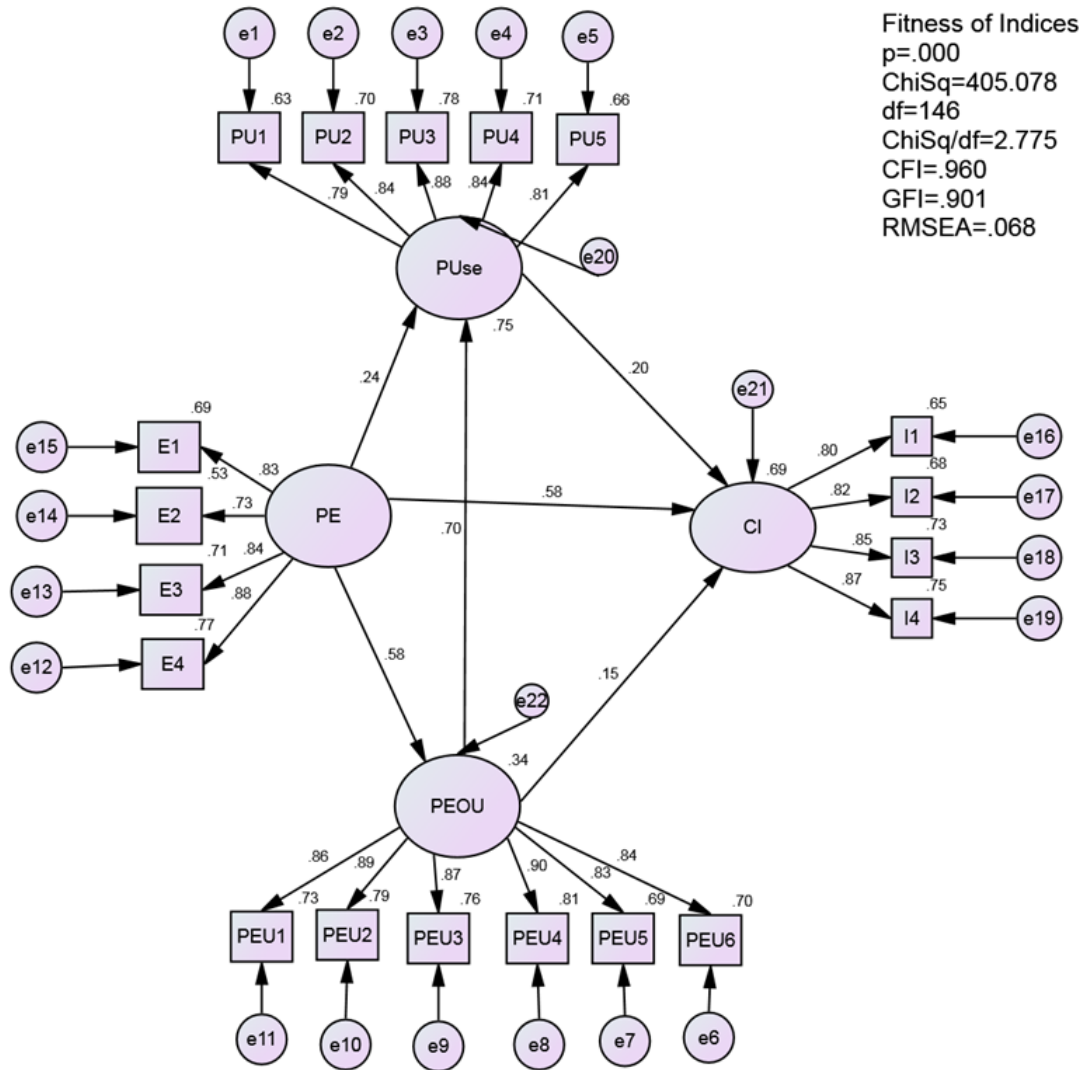 e1 e2 e3 e4 e5
Fitness of Indices
p=.000
ChiSq=405.078
df=146
ChiSq/df=2.775
CFI=.960
GFI=.901
RMSEA=.068
.63 .70 .78 .71 .66
PU1 PU2 PU3 PU4 PU5
.79 .84 .88 .84 .81
PUse
e20
.75
.24
.20
e21
.69
e15 E1
.53 .83
e14 E2 .73
.71 .84
e13 E3 .88
.77
e12 E4
PE
.58
.70
.69
CI
.65
.80 I1 e16
.68
.82 I2 e17
.73
.85 I3 e18
.75
.87 I4 e19
.58
.15
e22
.34
PEOU
.86 .89 .87 .90 .83 .84
.73 .79 .76 .81 .69 .70
PEU1 PEU2 PEU3 PEU4 PEU5 PEU6
e11 e10 e9 e8 e7 e6